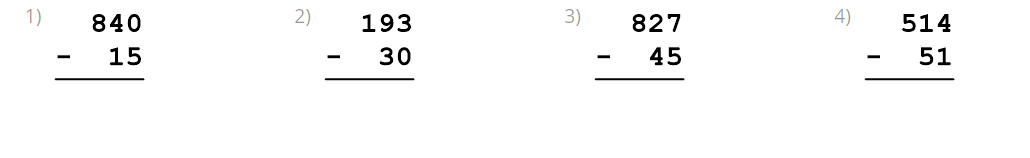 1) 840 2) 193 3) 827 4) 514
- 15 - 30 - 45 - 51